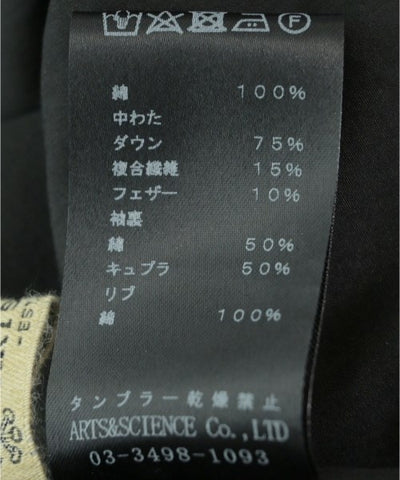 F
綿 100%
中わた
ダウン 75%
複合繊維 15%
フェザー 10%
袖裏
綿 50%
キュプラ 50%
リブ
綿 100%
タンブラー乾燥禁止
ARTS&SCIENCE Co.,LTD
03-3498-1093